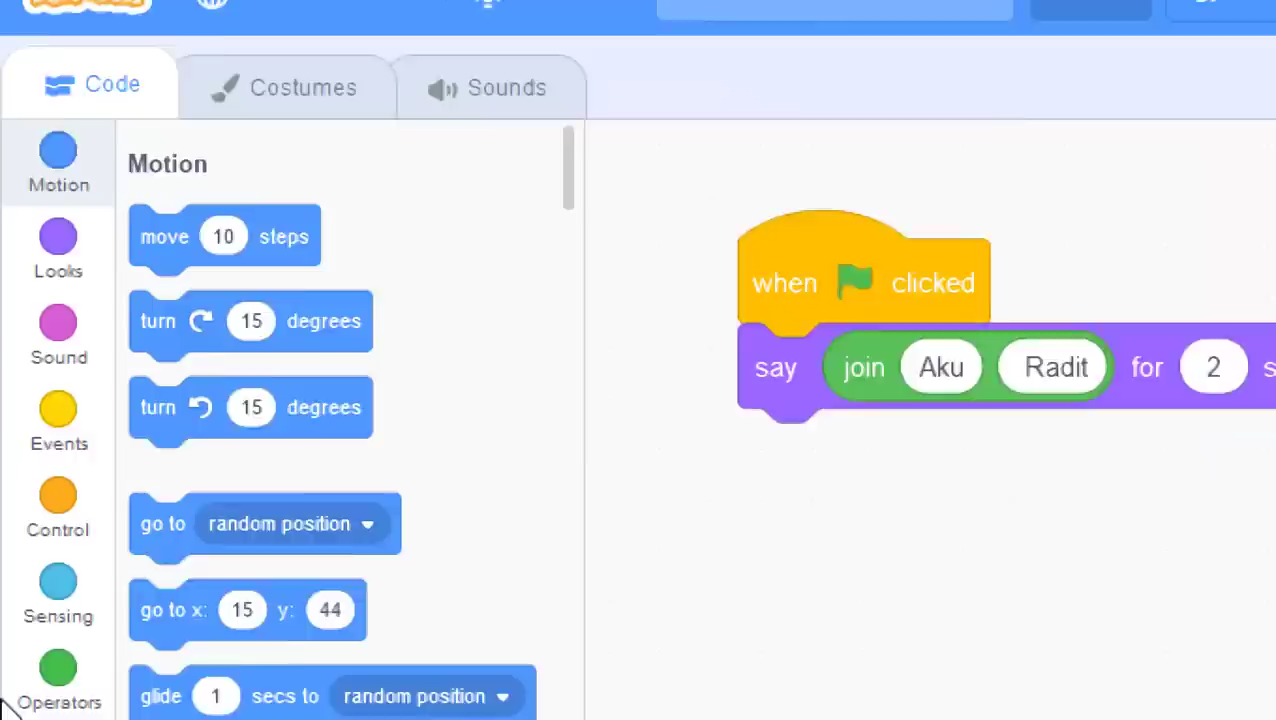 Code
Costumes
Sounds
Motion
Looks
Sound
Events
Control
Sensing
Operators
Motion
move 10 steps
turn 15 degrees
turn 15 degrees
go to random position
go to x: 15 y: 44
glide 1 secs to random position
when clicked
say join Aku Radit for 2 s